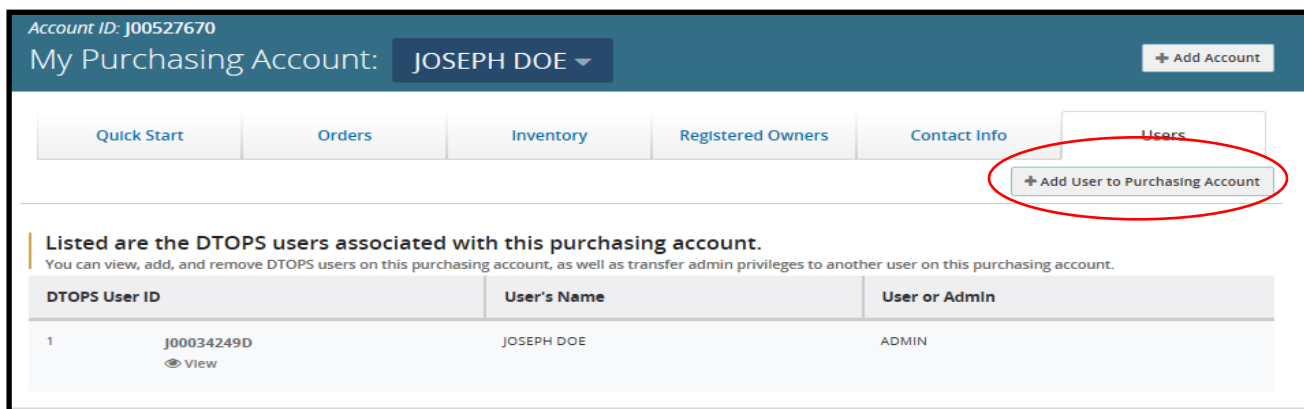 Account ID: J00527670
My Purchasing Account: JOSEPH DOE
+ Add Account
Quick Start Orders Inventory Registered Owners Contact Info Users
+ Add User to Purchasing Account
Listed are the DTOPS users associated with this purchasing account.
You can view, add, and remove DTOPS users on this purchasing account, as well as transfer admin privileges to another user on this purchasing account.
DTOPS User ID User's Name User or Admin
1 J00034249D JOSEPH DOE ADMIN
View